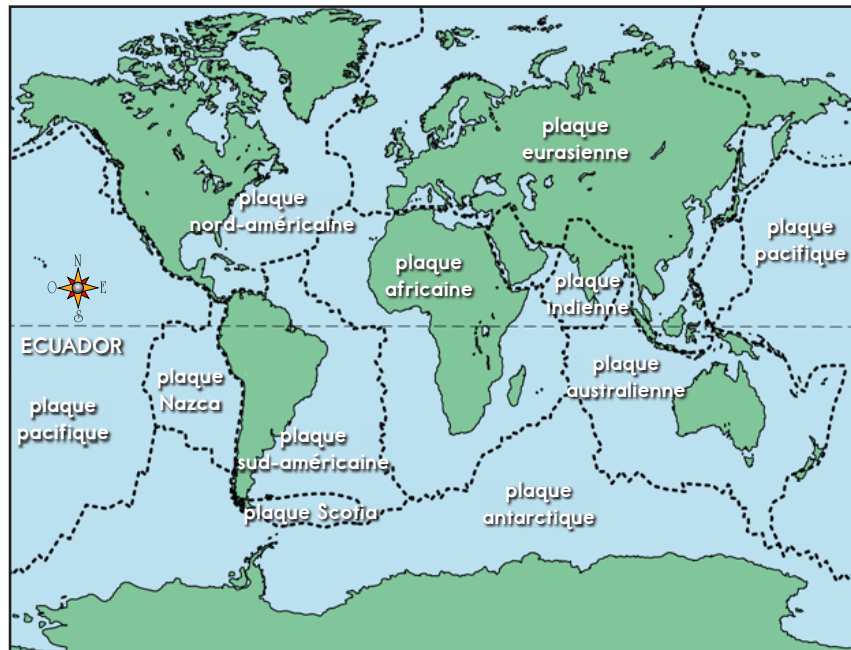 plaque
eurasienne
plaque
nord-américaine
plaque
pacifique
plaque
africaine
plaque
indienne
N
O
E
S
ECUADOR
plaque
Nazca
plaque
australienne
plaque
pacifique
plaque
sud-américaine
plaque Scotia
plaque
antarctique